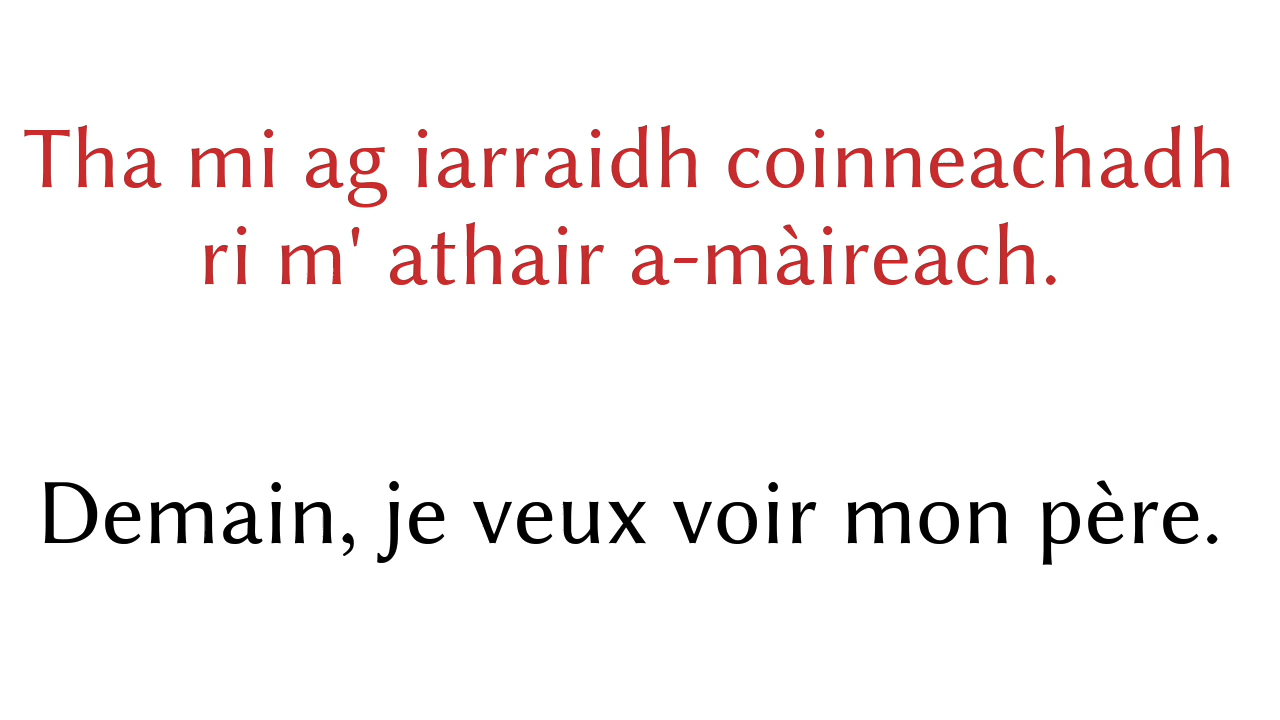 Tha mi ag iarraidh coinneachadh
ri m' athair a-màireach.
Demain, je veux voir mon père.